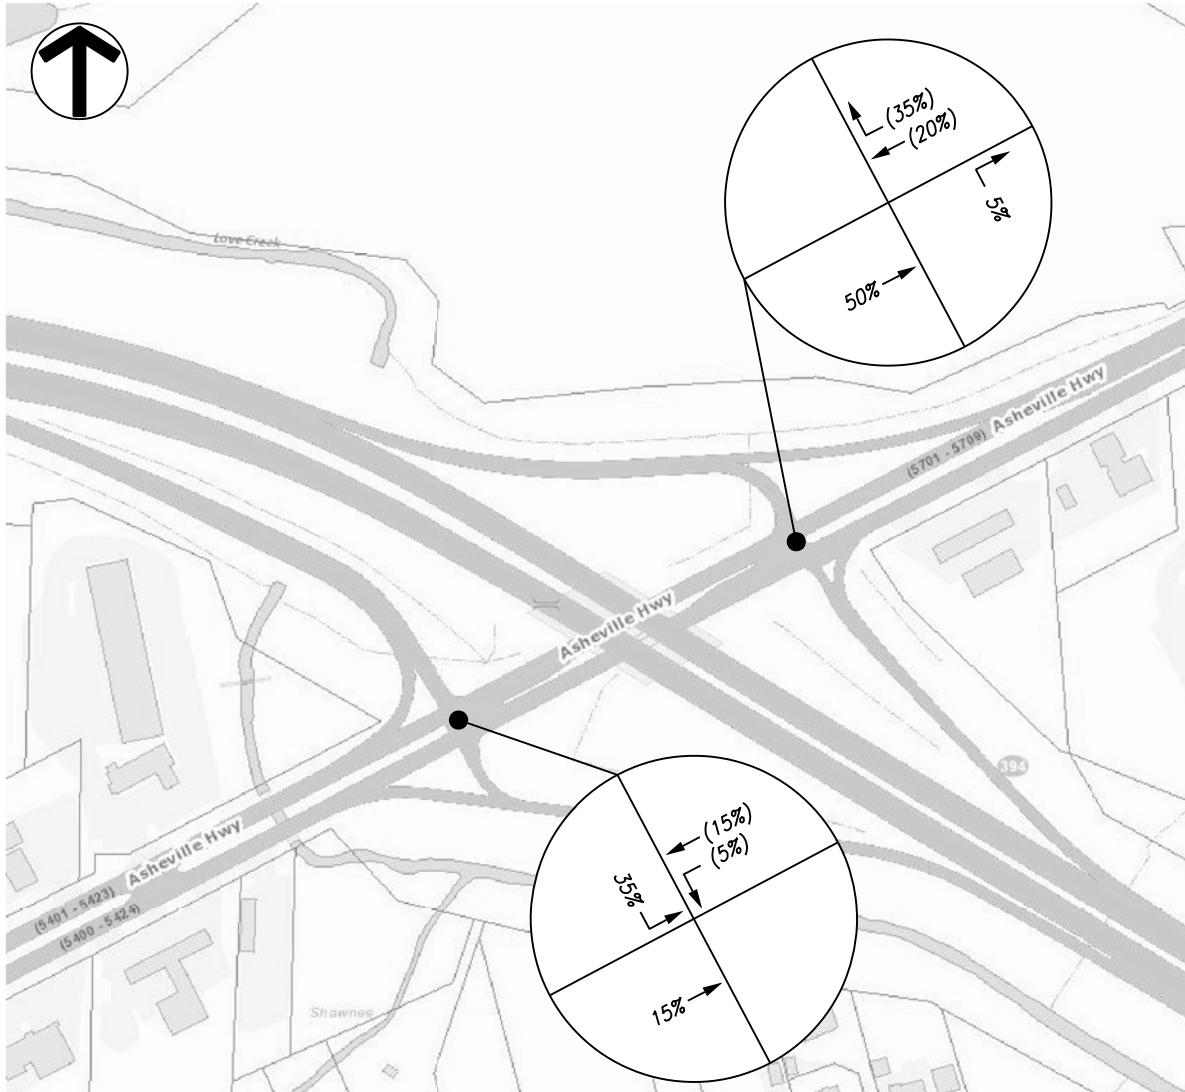 (35%)
(20%)
5%
50%
Love Creek
Asheville Hwy
(5701 - 5709)
Asheville Hwy
394
(15%)
(5%)
35%
15%
Asheville Hwy
(5401 - 5423)
(5400 - 5424)
Shawnee